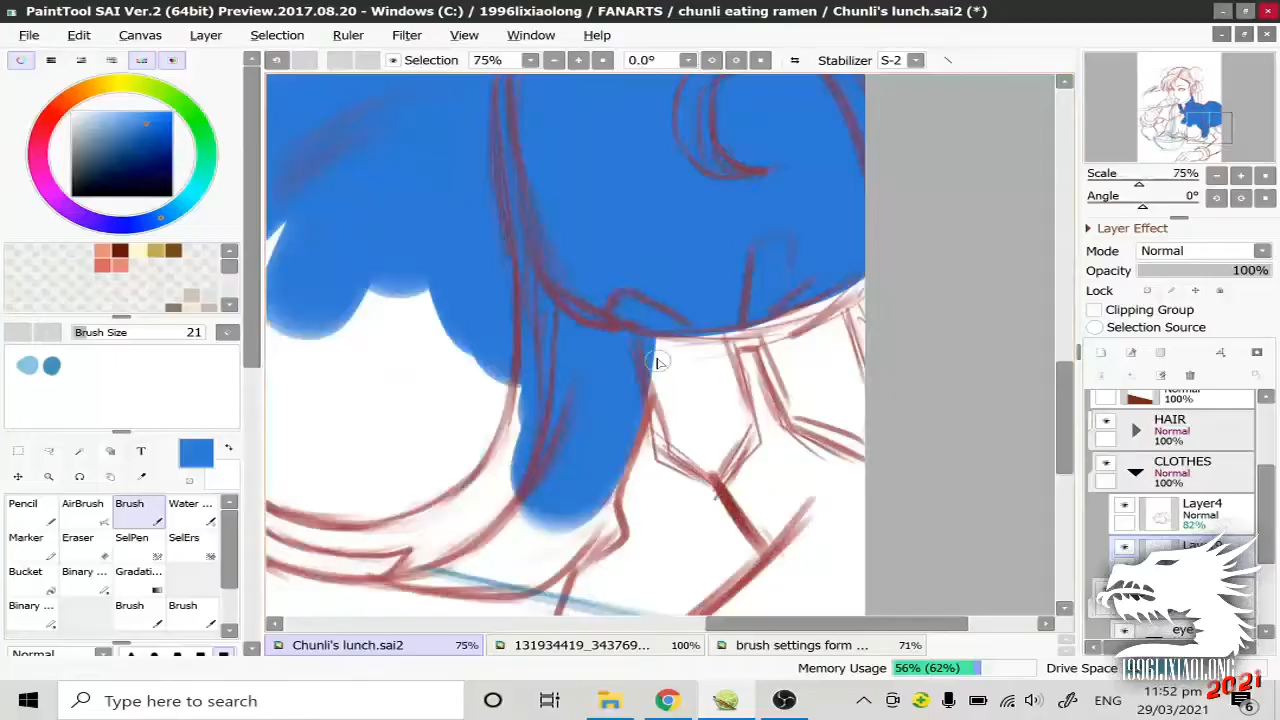 PaintTool SAI Ver.2 (64bit) Preview.2017.08.20 - Windows (C:) / 1996lixiaolong / FANARTS / chunli eating ramen / Chunli's lunch.sai2 (*)
File Edit Canvas Layer Selection Ruler Filter View Window Help
Selection 75% 0.0° Stabilizer S-2
Scale 75%
Angle 0°
Layer Effect
Mode Normal
Opacity 100%
Lock
Clipping Group
Selection Source
Brush Size 21
Normal
100%
HAIR
Normal
100%
CLOTHES
Normal
100%
Layer4
Normal
82%
eye
T
Pencil AirBrush Brush Water ...
Marker Eraser SelPen SelErs
Bucket Binary ... Gradati...
Binary ... Brush Brush
Normal
Chunli's lunch.sai2 75% 131934419_343769... 100% brush settings form ... 71%
Memory Usage 56% (62%) Drive Space
1996LIXIAOLONG
2021
Type here to search
ENG
11:52 pm
29/03/2021
6